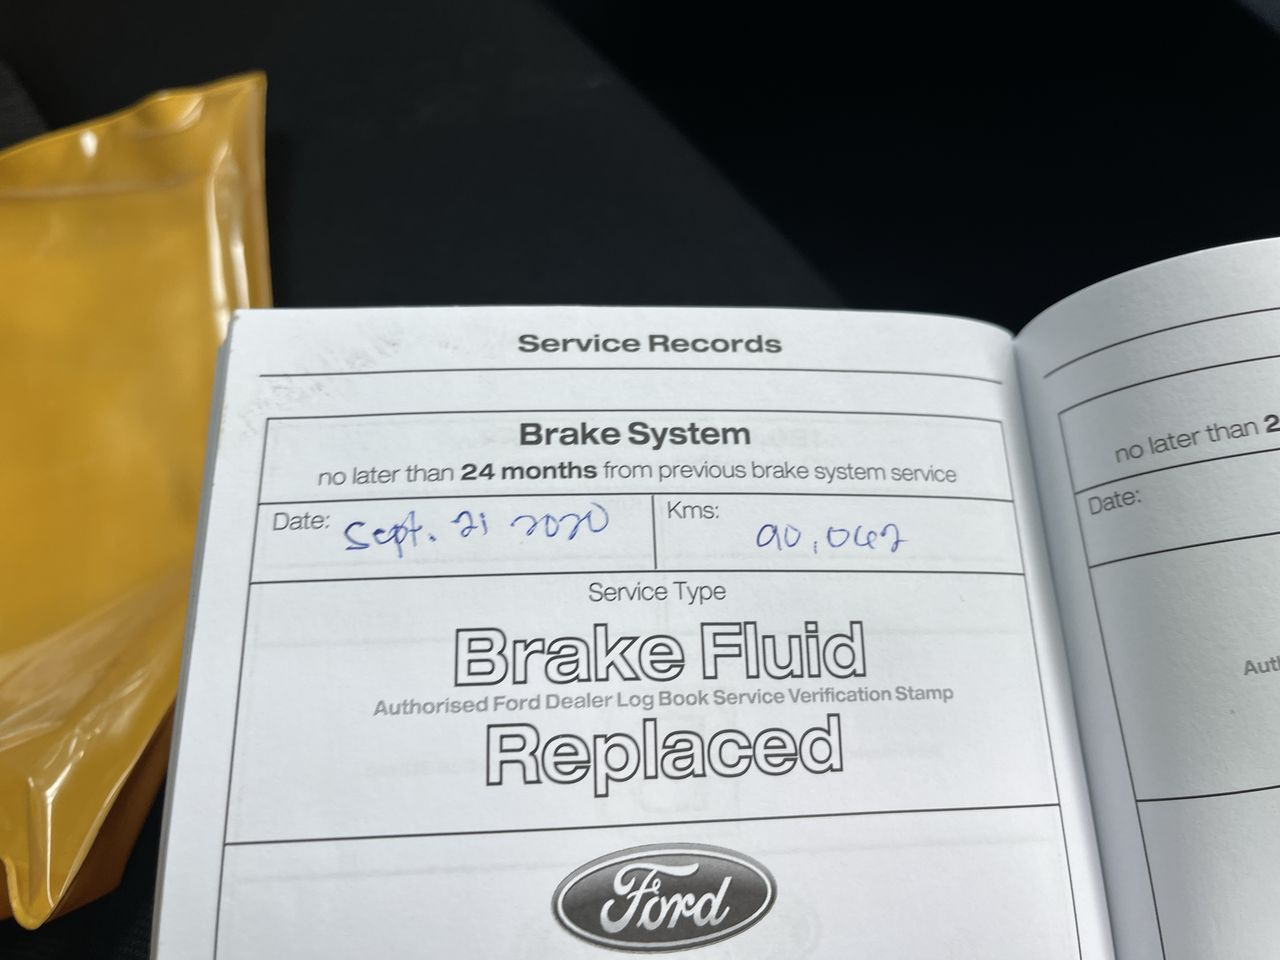 Service Records
Brake System
no later than 24 months from previous brake system service
Date: Sept. 21 2020
Kms: 90,062
Service Type
Brake Fluid
Authorised Ford Dealer Log Book Service Verification Stamp
Replaced
Ford
no later than 2
Date:
Aut